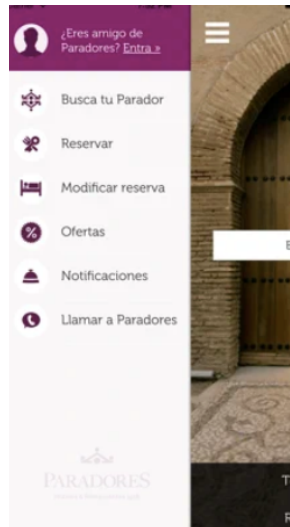 ¿Eres amigo de
Paradores? Entra »
Busca tu Parador
Reservar
Modificar reserva
Ofertas
Notificaciones
Llamar a Paradores
PARADORES